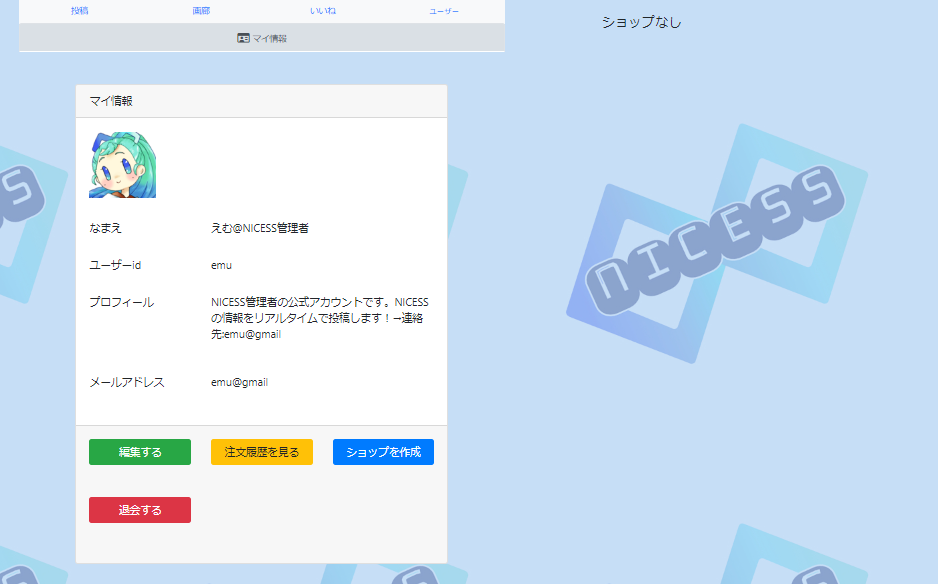 投稿 画廊 いいね ユーザー
マイ情報
ショップなし
マイ情報
なまえ えむ@NICESS管理者
ユーザーid emu
プロフィール NICESS管理者の公式アカウントです。NICESS
の情報をリアルタイムで投稿します！→連絡
先:emu@gmail
メールアドレス emu@gmail
編集する 注文履歴を見る ショップを作成
退会する
NICESS
S
S
S